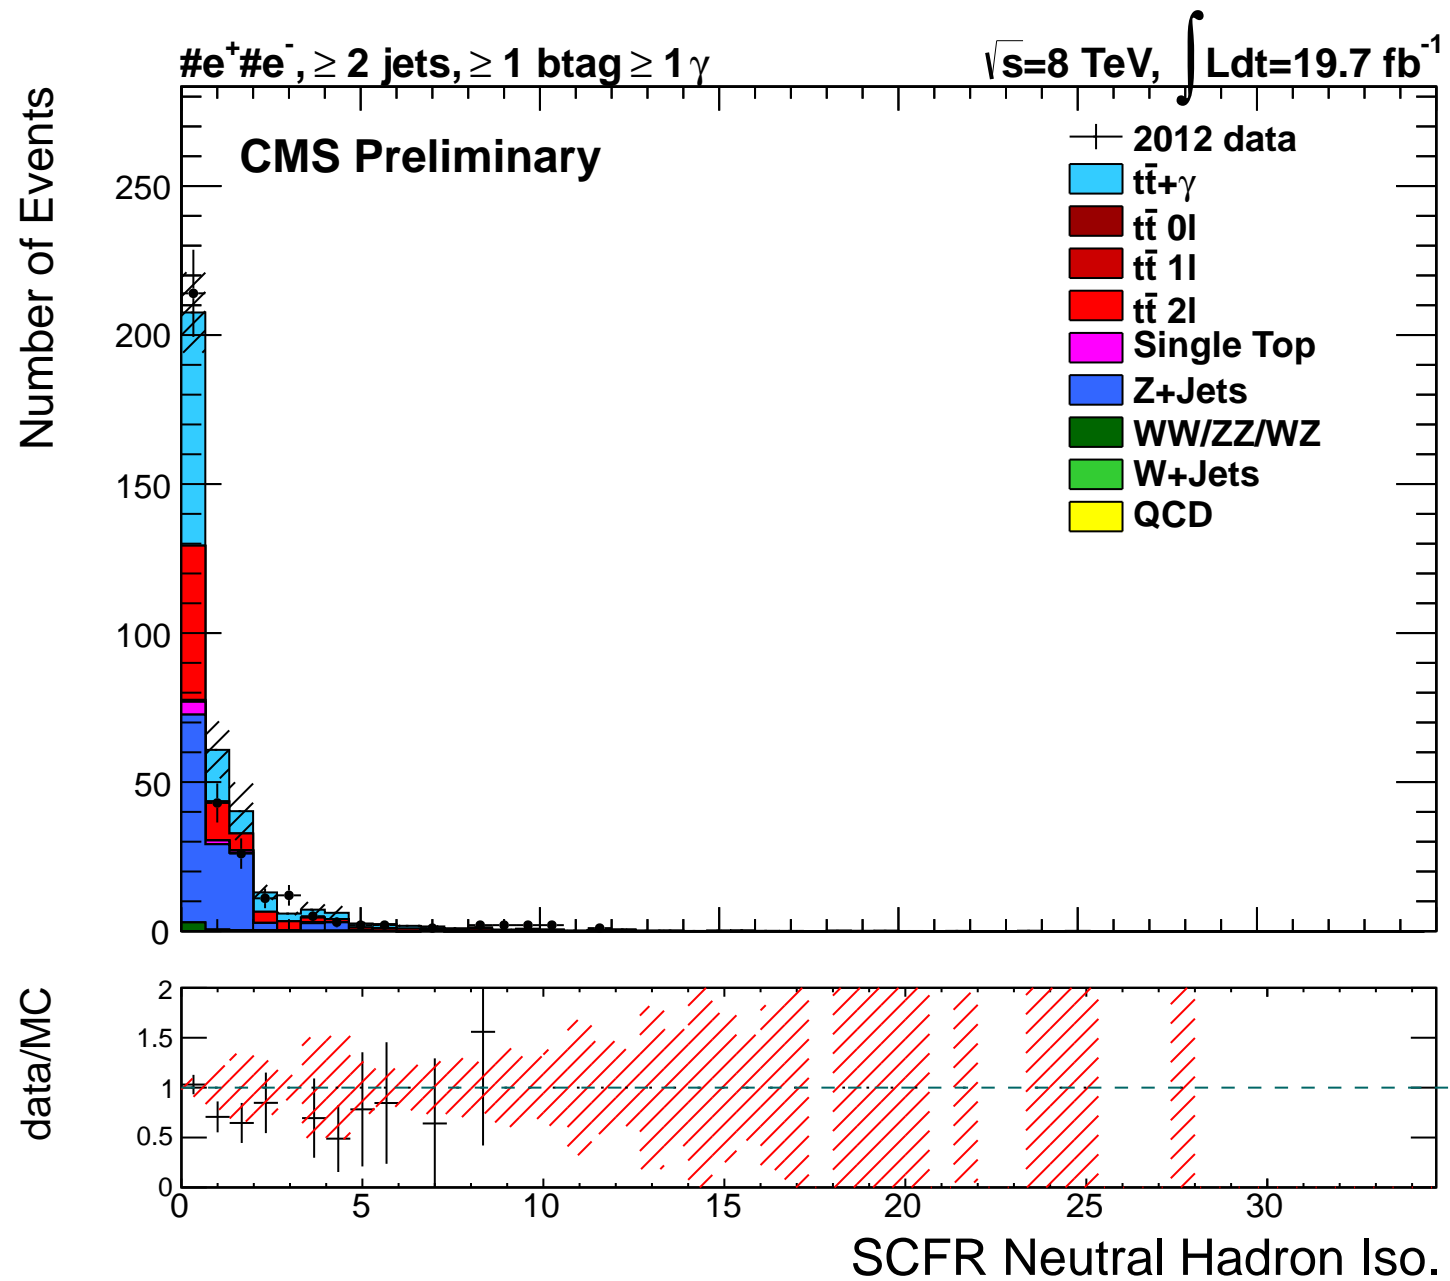 #e⁺#e⁻, ≥ 2 jets, ≥ 1 btag ≥ 1 γ
√s=8 TeV, ∫ Ldt=19.7 fb⁻¹
CMS Preliminary
2012 data
tt̄+γ
tt̄ 0l
tt̄ 1l
tt̄ 2l
Single Top
Z+Jets
WW/ZZ/WZ
W+Jets
QCD
Number of Events
250
200
150
100
50
0
data/MC
2
1.5
1
0.5
0
0 5 10 15 20 25 30
SCFR Neutral Hadron Iso.